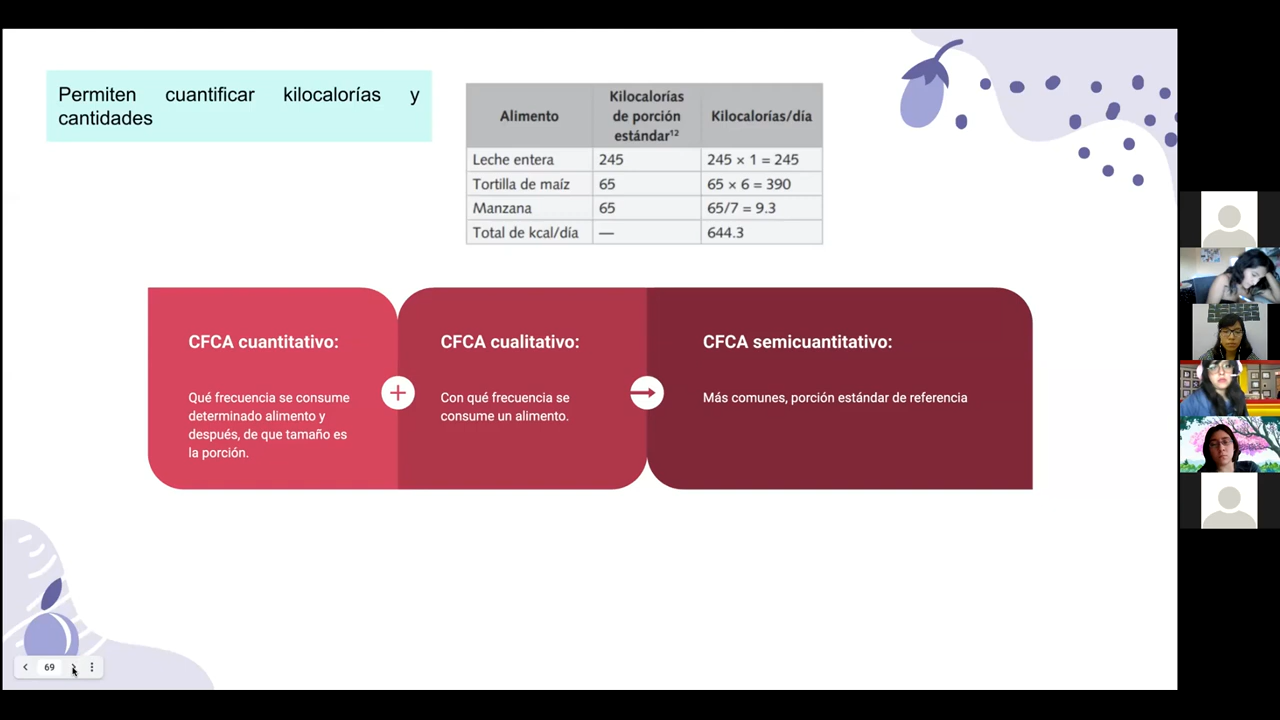 Permiten cuantificar kilocalorías y
cantidades
Alimento
Kilocalorías
de porción
estándar¹²
Kilocalorías/día
Leche entera 245 245 × 1 = 245
Tortilla de maíz 65 65 × 6 = 390
Manzana 65 65/7 = 9.3
Total de kcal/día — 644.3
CFCA cuantitativo:
Qué frecuencia se consume
determinado alimento y
después, de que tamaño es
la porción.
CFCA cualitativo:
Con qué frecuencia se
consume un alimento.
CFCA semicuantitativo:
Más comunes, porción estándar de referencia
69